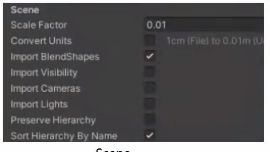 Scene
Scale Factor 0.01
Convert Units 1cm (File) to 0.01m (U
Import BlendShapes
Import Visibility
Import Cameras
Import Lights
Preserve Hierarchy
Sort Hierarchy By Name